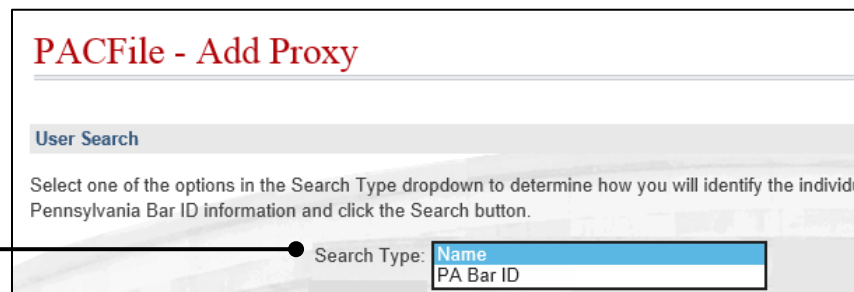 PACFile - Add Proxy
User Search
Select one of the options in the Search Type dropdown to determine how you will identify the
Pennsylvania Bar ID information and click the Search button.
Search Type: Name
PA Bar ID